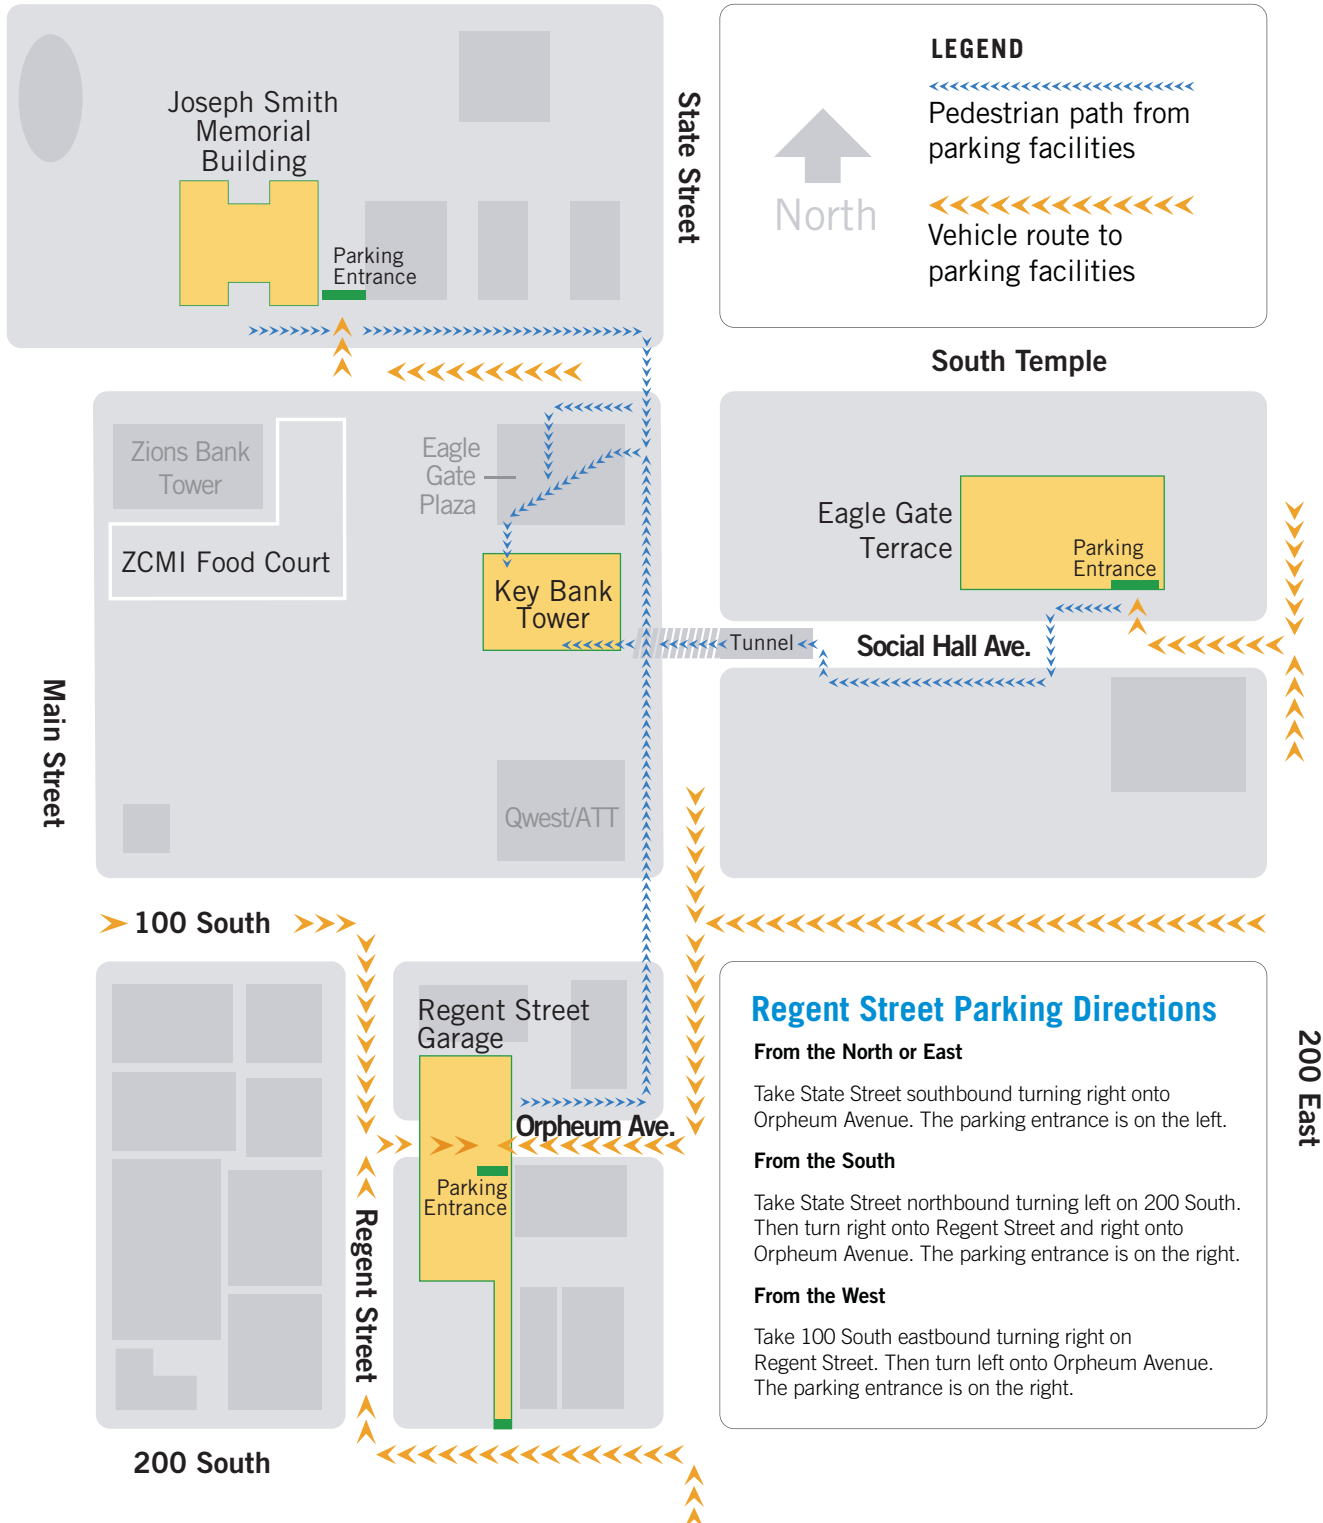 Joseph Smith
Memorial
Building
Parking
Entrance
State Street
LEGEND
Pedestrian path from
parking facilities
North
Vehicle route to
parking facilities
South Temple
Zions Bank
Tower
ZCMI Food Court
Eagle
Gate
Plaza
Key Bank
Tower
Eagle Gate
Terrace
Parking
Entrance
Tunnel
Social Hall Ave.
Main Street
Qwest/ATT
100 South
Regent Street
Garage
Orpheum Ave.
Parking
Entrance
Regent Street
200 South
Regent Street Parking Directions
From the North or East
Take State Street southbound turning right onto
Orpheum Avenue. The parking entrance is on the left.
From the South
Take State Street northbound turning left on 200 South.
Then turn right onto Regent Street and right onto
Orpheum Avenue. The parking entrance is on the right.
From the West
Take 100 South eastbound turning right on
Regent Street. Then turn left onto Orpheum Avenue.
The parking entrance is on the right.
200 East